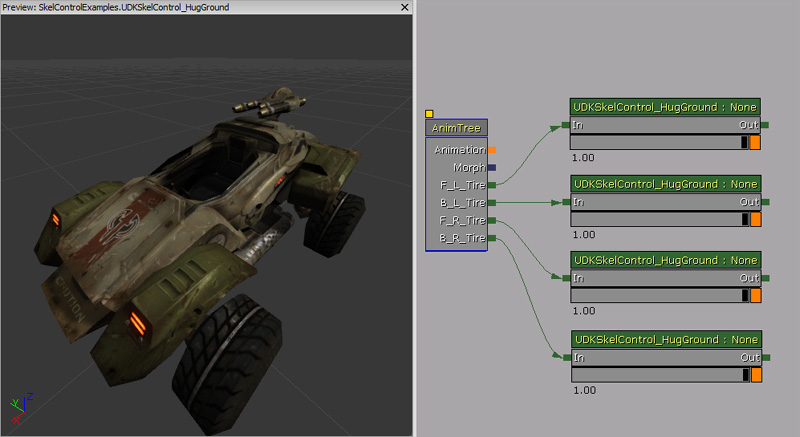 Preview: SkelControlExamples.UDKSkelControl_HugGround
CAUTION
Z
Y
X
AnimTree
Animation
Morph
F_L_Tire
B_L_Tire
F_R_Tire
B_R_Tire
UDKSkelControl_HugGround : None
In Out
1.00
UDKSkelControl_HugGround : None
In Out
1.00
UDKSkelControl_HugGround : None
In Out
1.00
UDKSkelControl_HugGround : None
In Out
1.00